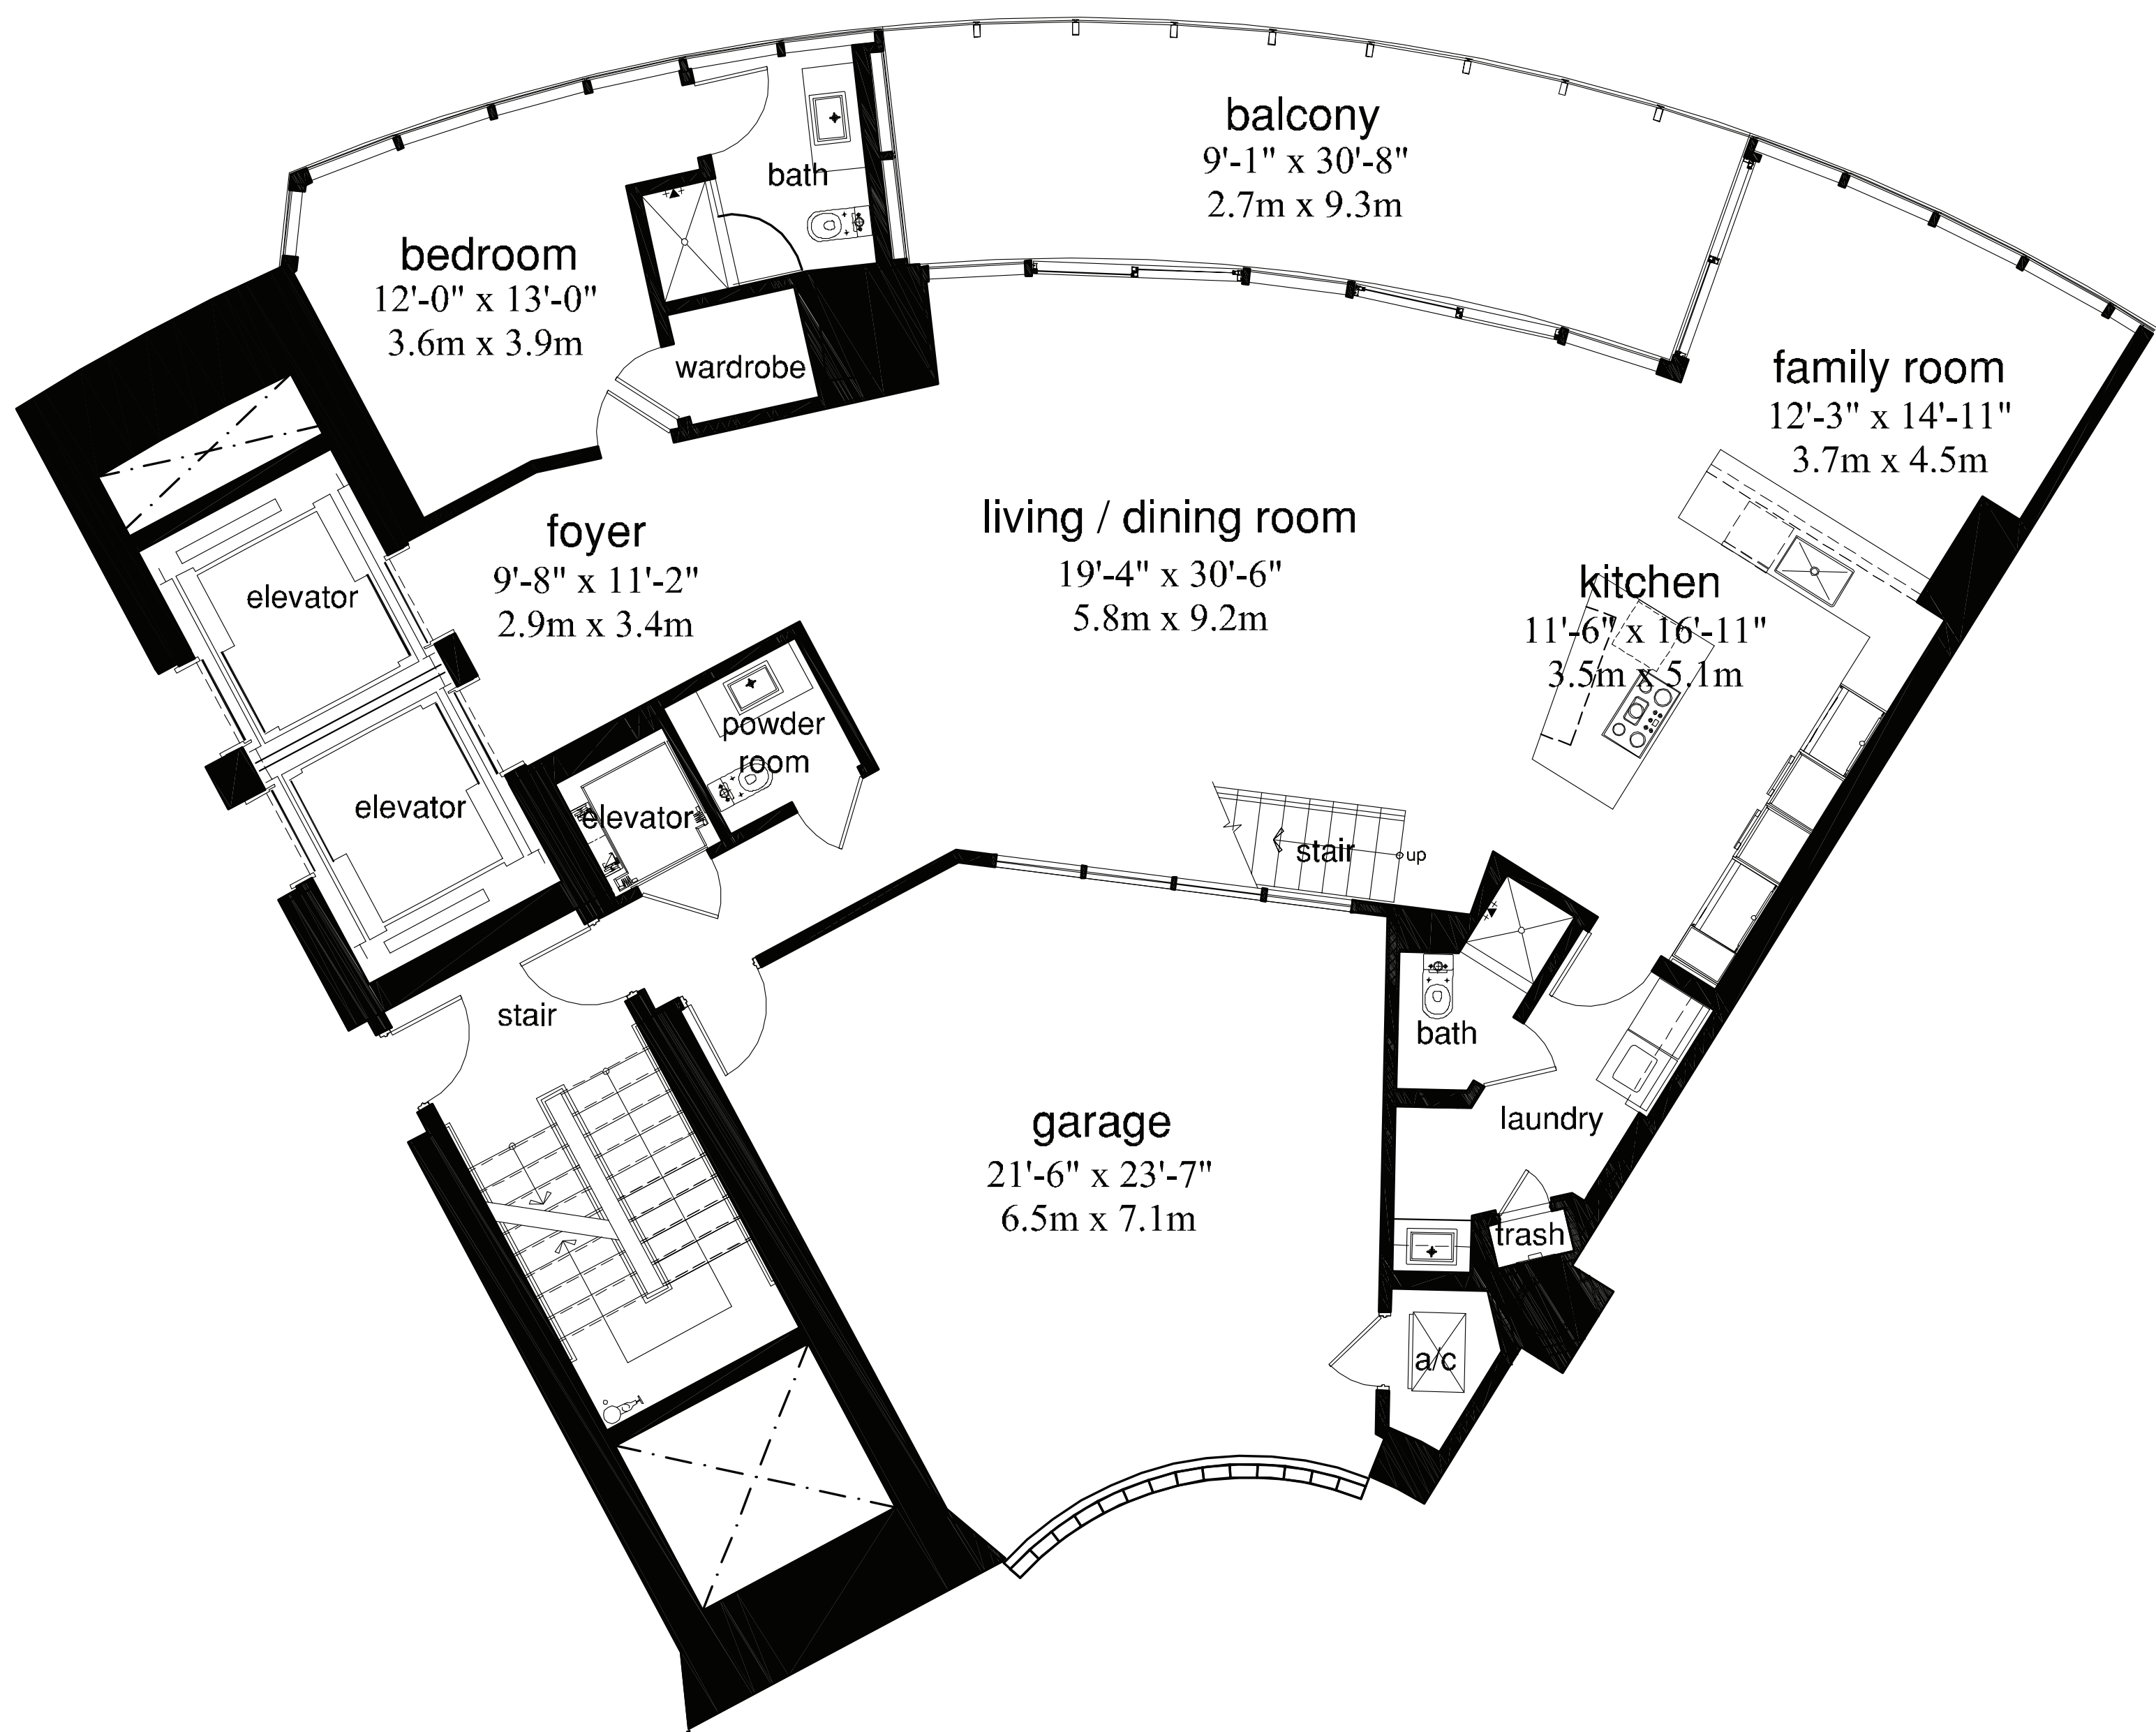 balcony
9'-1" x 30'-8"
2.7m x 9.3m
bath
bedroom
12'-0" x 13'-0"
3.6m x 3.9m
wardrobe
family room
12'-3" x 14'-11"
3.7m x 4.5m
foyer
9'-8" x 11'-2"
2.9m x 3.4m
living / dining room
19'-4" x 30'-6"
5.8m x 9.2m
kitchen
11'-6" x 16'-11"
3.5m x 5.1m
elevator
powder
room
elevator
elevator
stair
up
stair
bath
garage
21'-6" x 23'-7"
6.5m x 7.1m
laundry
trash
a/c